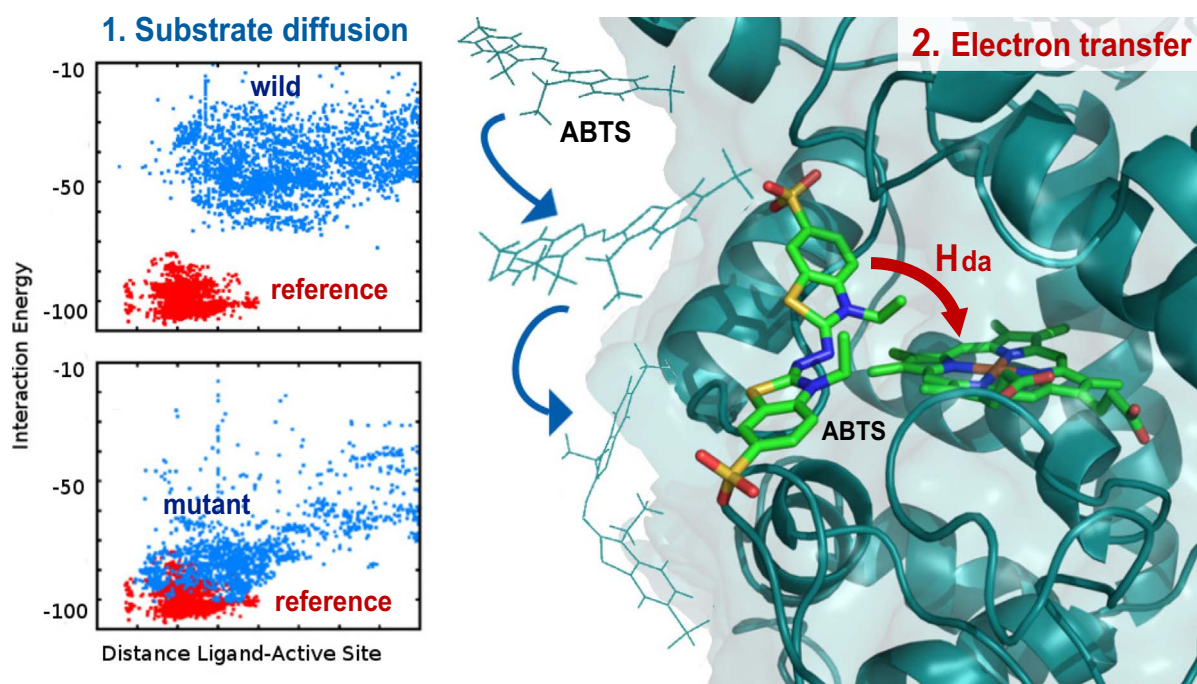 1. Substrate diffusion
-10
wild
-50
reference
-100
Interaction Energy
-10
mutant
-50
reference
-100
Distance Ligand-Active Site
2. Electron transfer
ABTS
Hda
ABTS